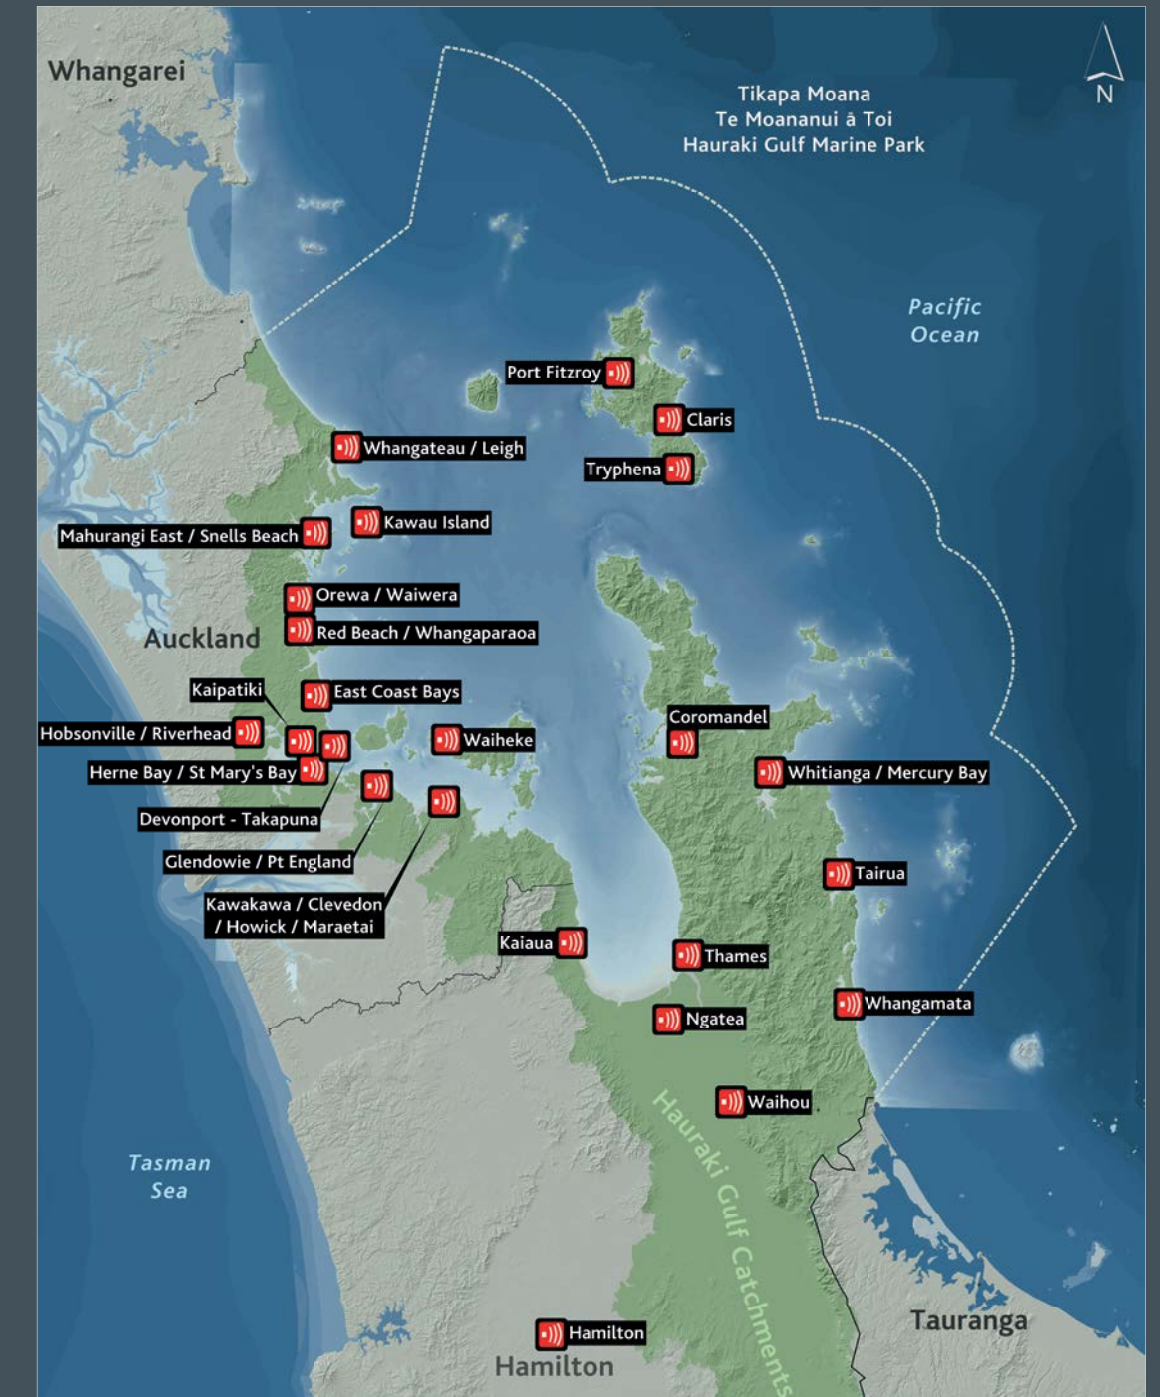 Whangarei
Tikapa Moana
Te Moananui ā Toi
Hauraki Gulf Marine Park
N
Pacific
Ocean
Port Fitzroy
Claris
Whangateau / Leigh
Tryphena
Kawau Island
Mahurangi East / Snells Beach
Orewa / Waiwera
Auckland
Red Beach / Whangaparaoa
Kaipatiki
East Coast Bays
Coromandel
Hobsonville / Riverhead
Waiheke
Herne Bay / St Mary's Bay
Whitianga / Mercury Bay
Devonport - Takapuna
Glendowie / Pt England
Tairua
Kawakawa / Clevedon
/ Howick / Maraetai
Kaiaua
Thames
Whangamata
Ngatea
Waihou
Hauraki Gulf Catchments
Tasman
Sea
Tauranga
Hamilton
Hamilton